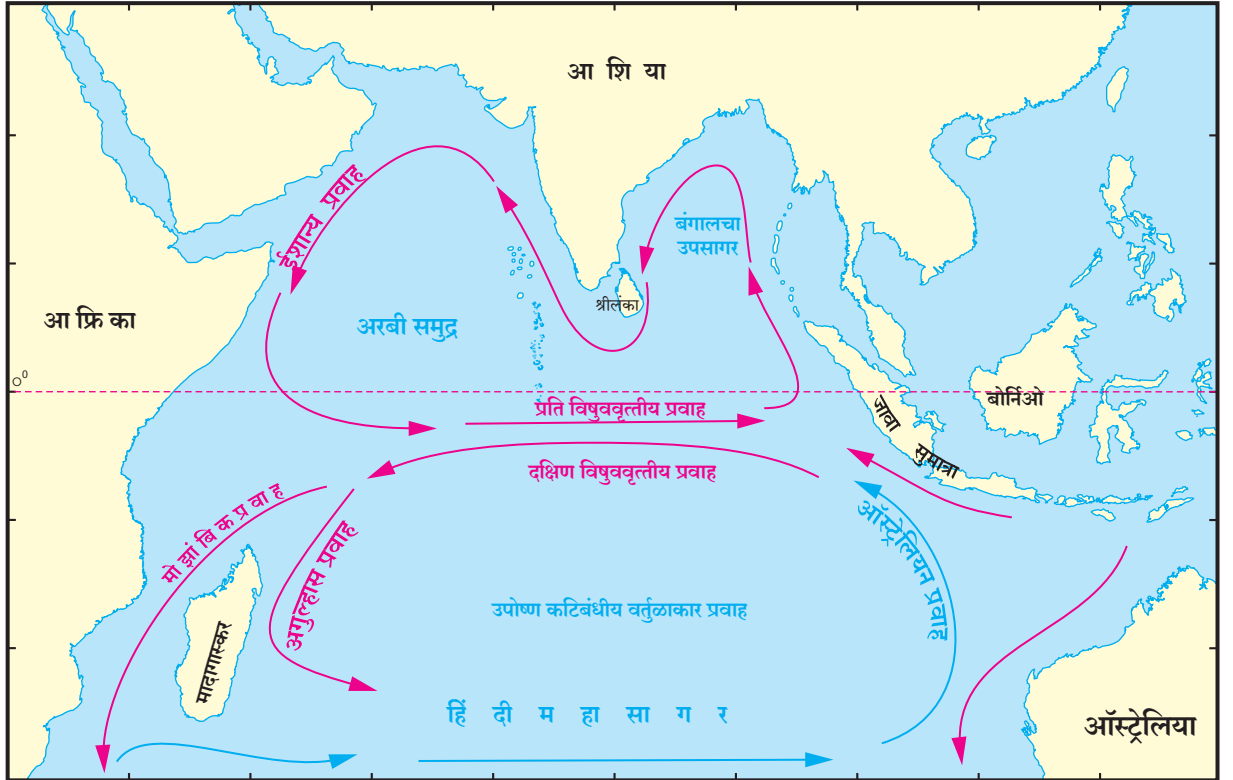 आ शि या
ईशान्य प्रवाह
बंगालचा
उपसागर
श्रीलंका
आ फ्रि का
अरबी समुद्र
०⁰
प्रति विषुववृत्तीय प्रवाह
बोर्निओ
जावा
सुमात्रा
दक्षिण विषुववृत्तीय प्रवाह
मो झां बि क प्र वा ह
अगुल्हास प्रवाह
ऑस्ट्रेलियन प्रवाह
उपोष्ण कटिबंधीय वर्तुळाकार प्रवाह
मादागास्कर
हिं दी म हा सा ग र
ऑस्ट्रेलिया